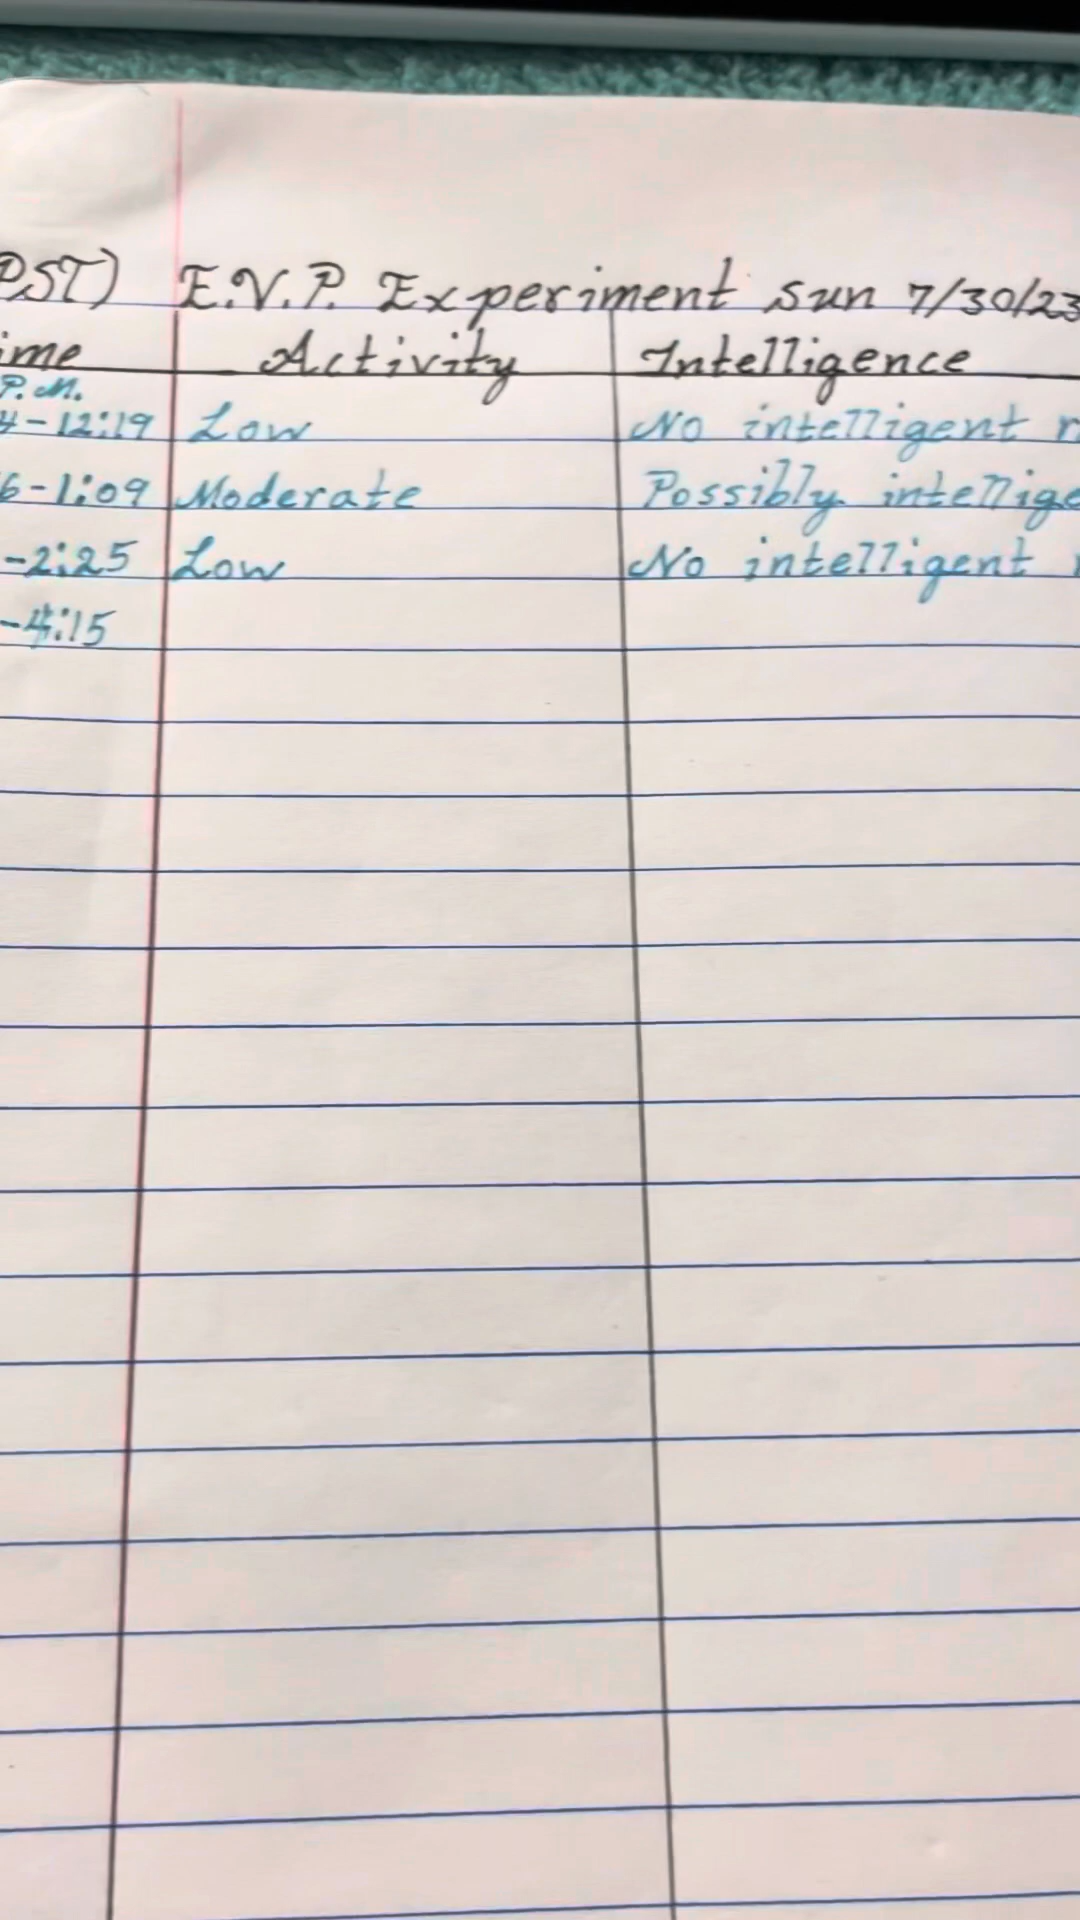 PST) E.V.P. Experiment Sun 7/30/23
ime Activity Intelligence
P.M.
4-12:19 Low No intelligent r
6-1:09 Moderate Possibly intellige
-2:25 Low No intelligent r
-4:15